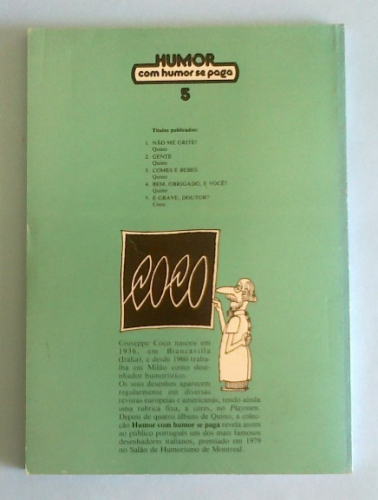 HUMOR
com humor se paga
5
Títulos publicados:
1. NÃO ME GRITE!
Quino
2. GENTE
Quino
3. COMES E BEBES
Quino
4. BEM, OBRIGADO, E VOCÊ?
Quino
5. É GRAVE, DOUTOR?
Coco
COCO
Giuseppe Coco nasceu em
1936, em Biancavilla
(Itália), e desde 1960 traba-
lha em Milão como dese-
nhador humorístico.
Os seus desenhos aparecem
regularmente em diversas
revistas europeias e americanas, tendo ainda
uma rubrica fixa, a cores, no Playmen.
Depois de quatro álbuns de Quino, a colec-
ção Humor com humor se paga revela assim
ao público português um dos mais famosos
desenhadores italianos, premiado em 1979
no Salão de Humorismo de Montreal.